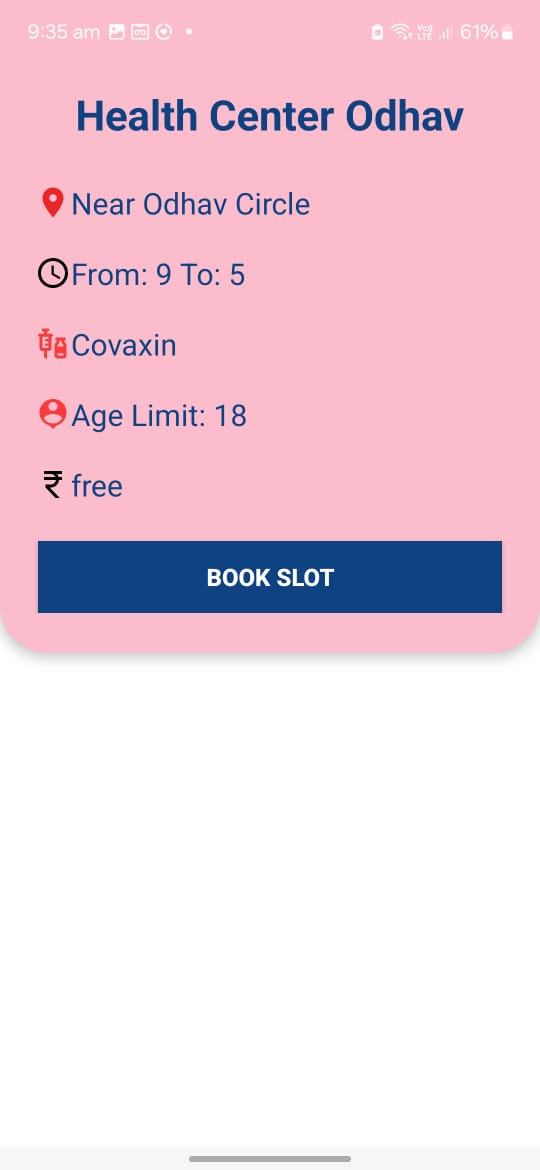 9:35 am
Vo))
LTE
61%
Health Center Odhav
Near Odhav Circle
From: 9 To: 5
Covaxin
Age Limit: 18
₹ free
BOOK SLOT